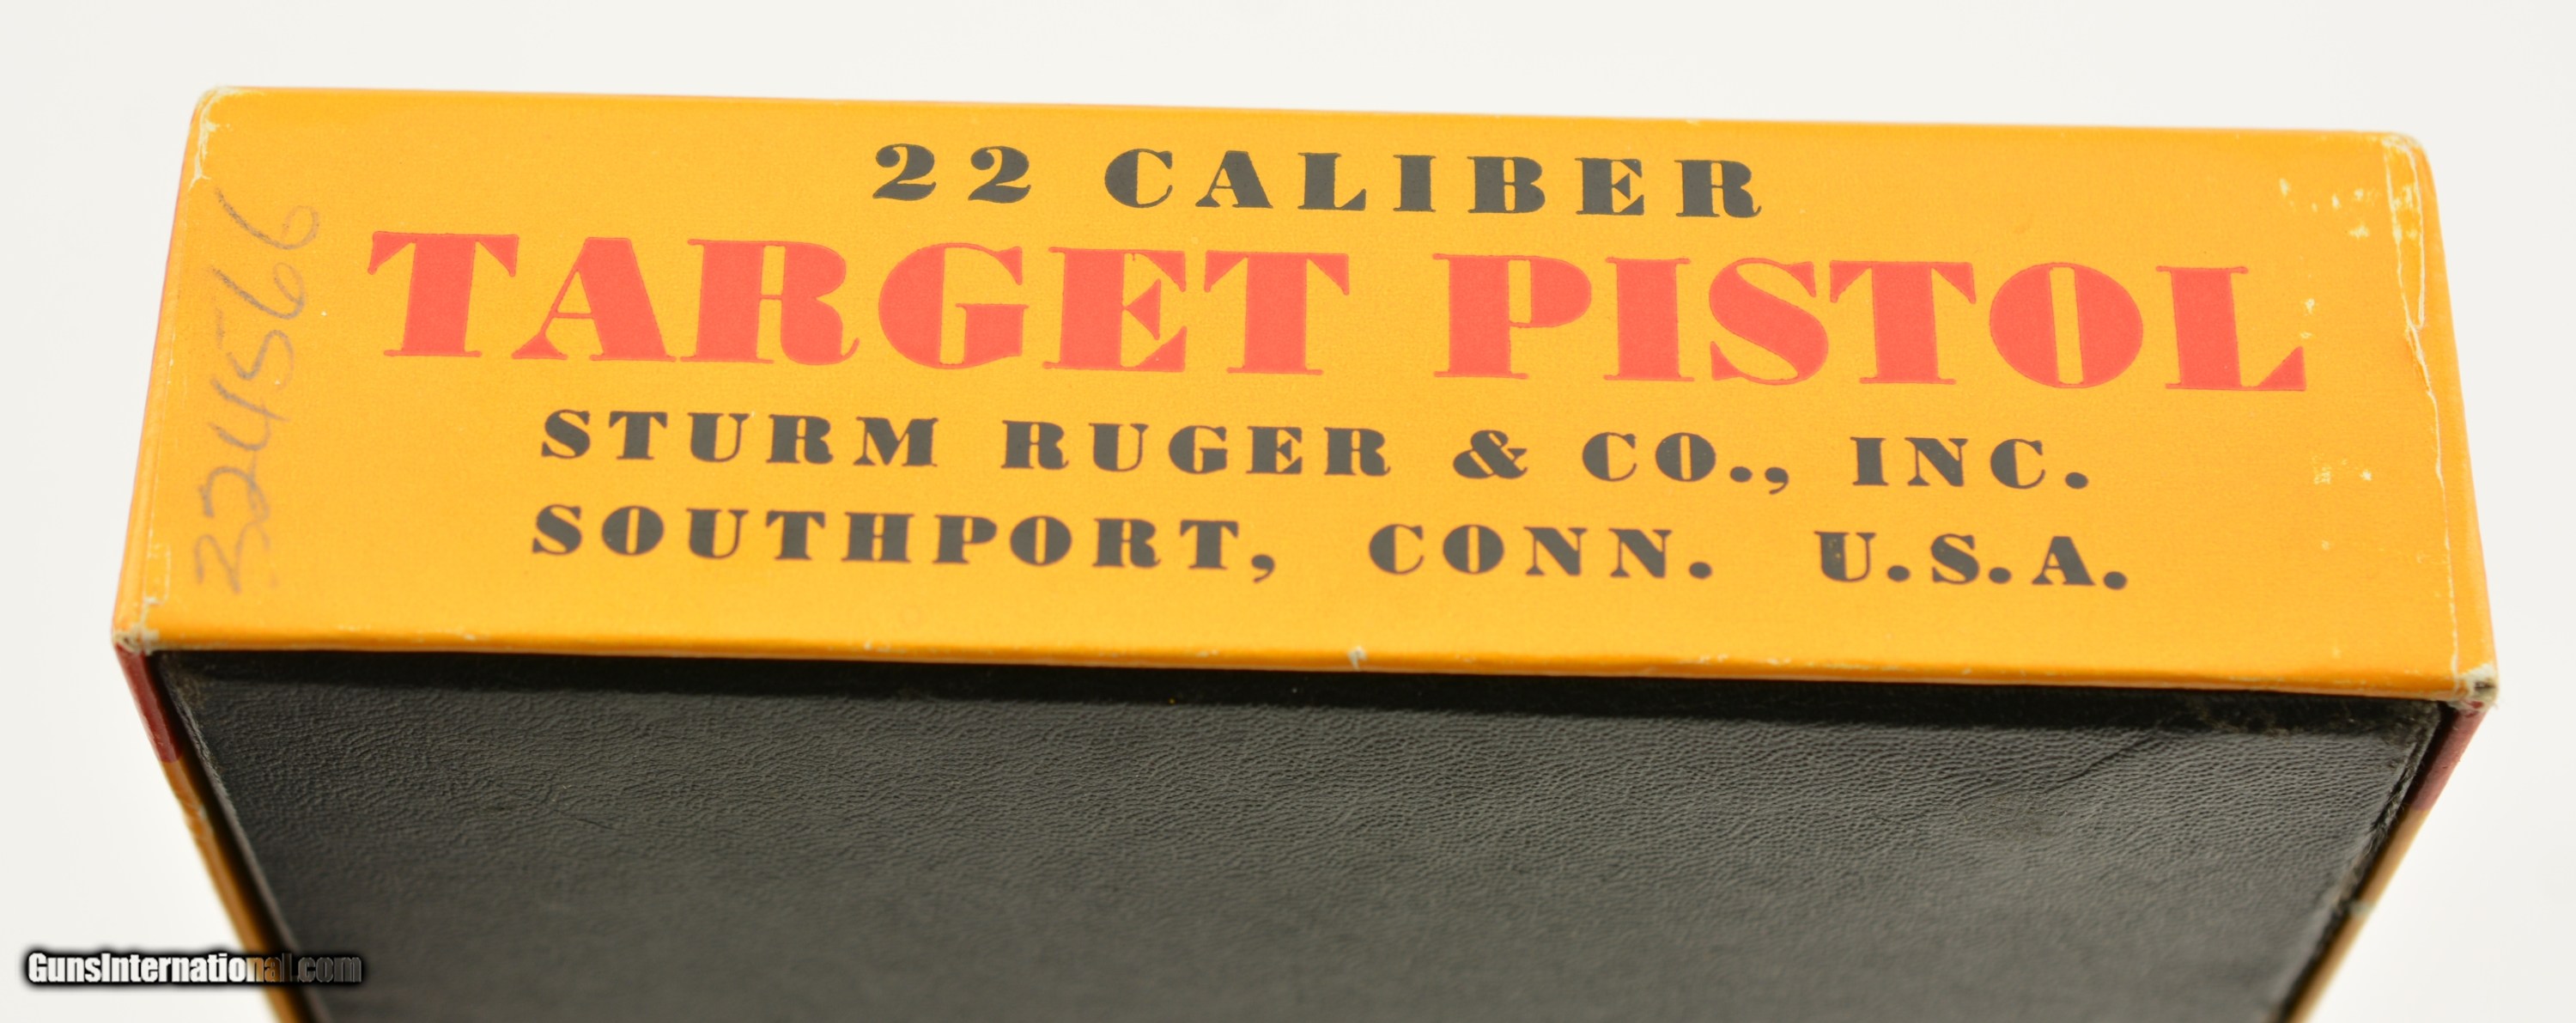 22 CALIBER
TARGET PISTOL
STURM RUGER & CO., INC.
SOUTHPORT, CONN. U.S.A.
324566
GunsInternational.com